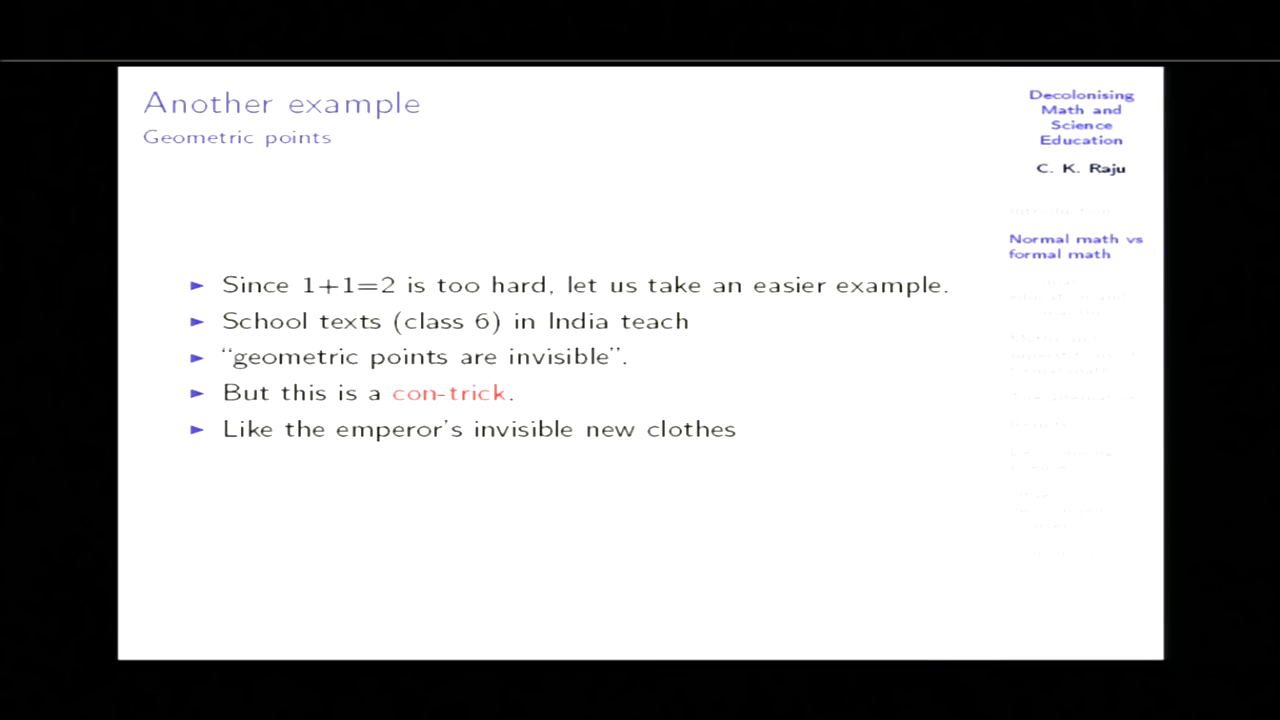 Another example
Geometric points
Since 1+1=2 is too hard, let us take an easier example.
School texts (class 6) in India teach
“geometric points are invisible”.
But this is a con-trick.
Like the emperor's invisible new clothes
Decolonising
Math and
Science
Education
C. K. Raju
Normal math vs
formal math